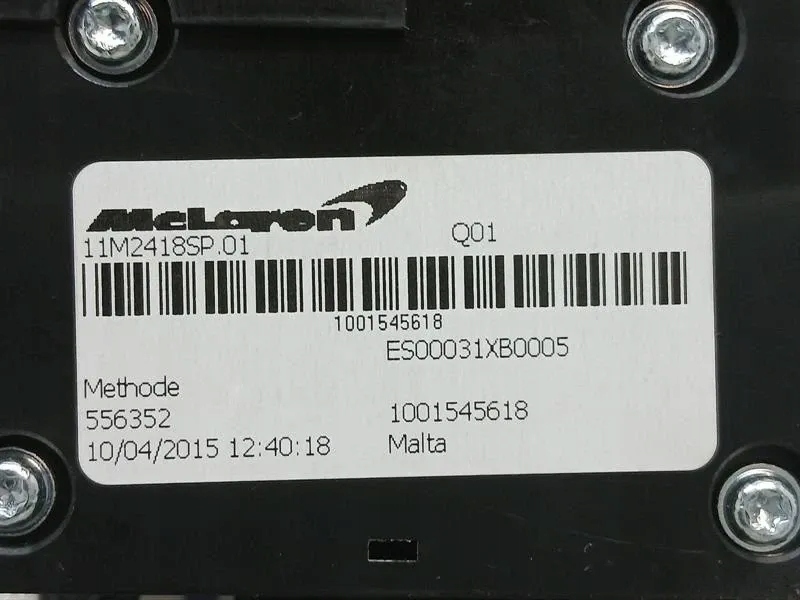 McLaren
11M2418SP.01 Q01
1001545618
ES00031XB0005
Methode
556352 1001545618
10/04/2015 12:40:18 Malta